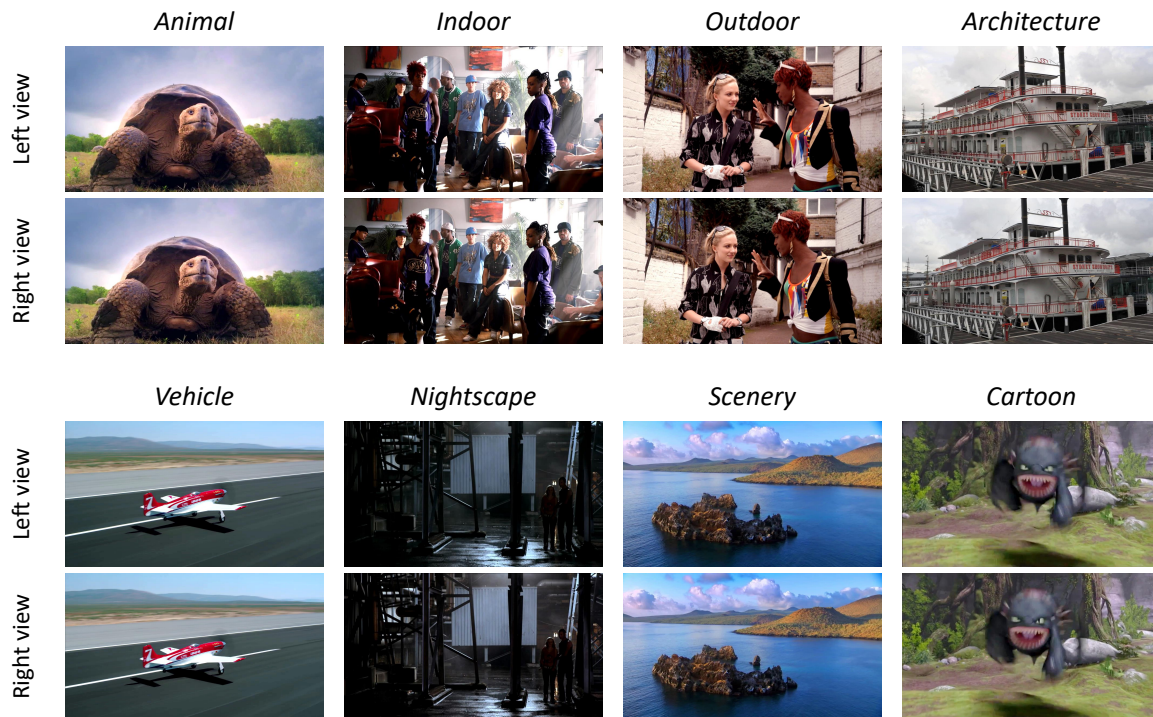 Animal Indoor Outdoor Architecture
Left view
Right view
Vehicle Nightscape Scenery Cartoon
Left view
Right view